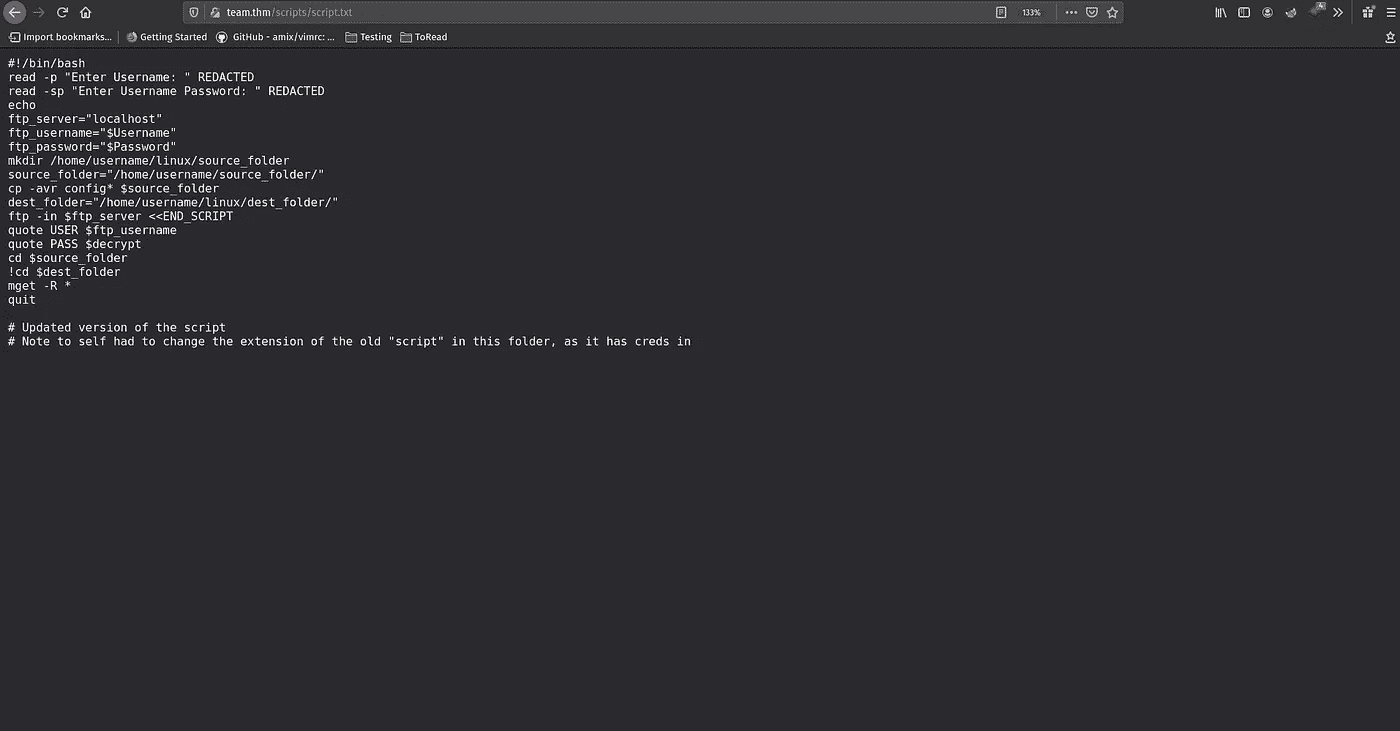 team.thm/scripts/script.txt
133%
Import bookmarks...
Getting Started
GitHub - amix/vimrc: ...
Testing
ToRead
#!/bin/bash
read -p "Enter Username: " REDACTED
read -sp "Enter Username Password: " REDACTED
echo
ftp_server="localhost"
ftp_username="$Username"
ftp_password="$Password"
mkdir /home/username/linux/source_folder
source_folder="/home/username/source_folder/"
cp -avr config* $source_folder
dest_folder="/home/username/linux/dest_folder/"
ftp -in $ftp_server <<END_SCRIPT
quote USER $ftp_username
quote PASS $decrypt
cd $source_folder
!cd $dest_folder
mget -R *
quit

# Updated version of the script
# Note to self had to change the extension of the old "script" in this folder, as it has creds in